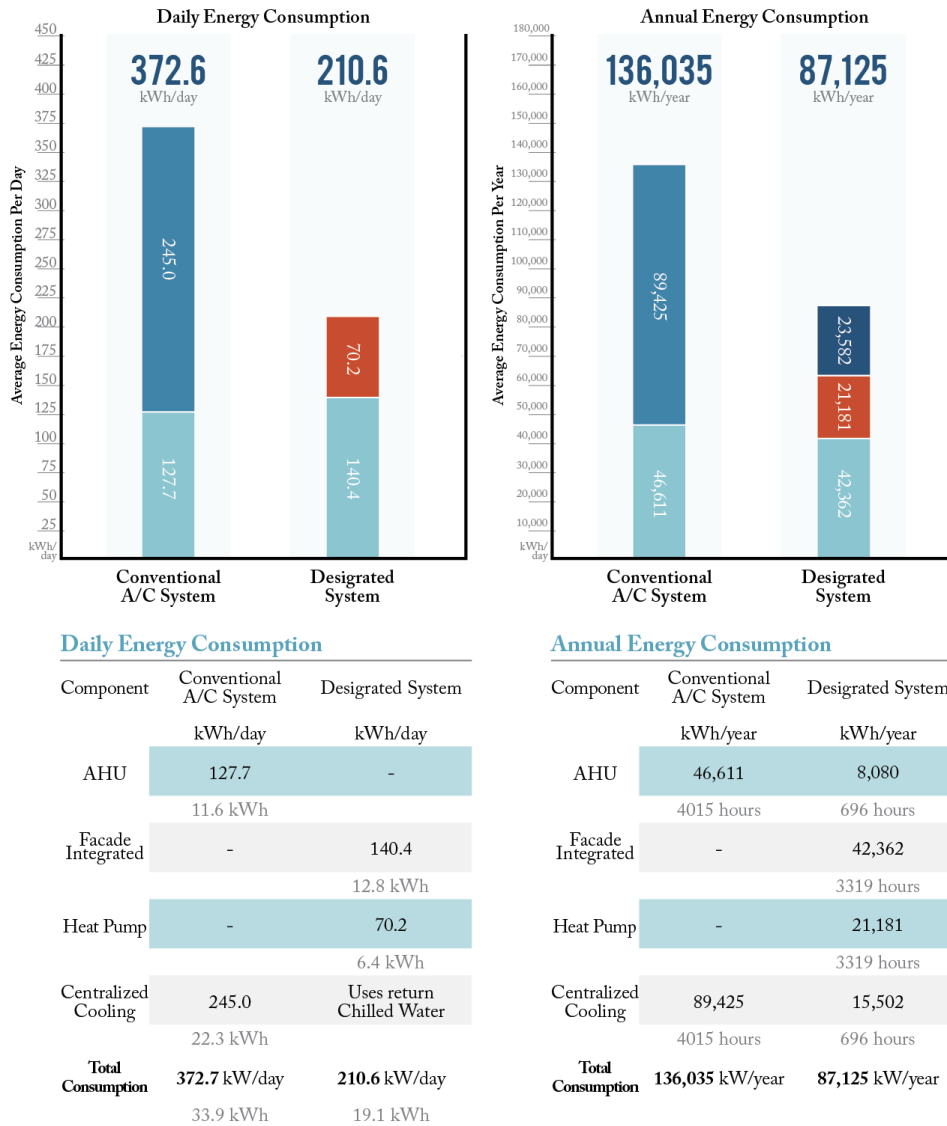 Daily Energy Consumption
372.6
kWh/day
210.6
kWh/day
Average Energy Consumption Per Day
450
425
400
375
350
325
300
275
250
225
200
175
150
125
100
75
50
25
kWh/
day
245.0
127.7
70.2
140.4
Conventional
A/C System
Designated
System
Annual Energy Consumption
136,035
kWh/year
87,125
kWh/year
Average Energy Consumption Per Year
180,000
170,000
160,000
150,000
140,000
130,000
120,000
110,000
100,000
90,000
80,000
70,000
60,000
50,000
40,000
30,000
20,000
10,000
kWh/
day
89,425
46,611
23,582
21,181
42,362
Conventional
A/C System
Desigrated
System
Daily Energy Consumption
Component
Conventional
A/C System
Desigrated System
kWh/day
kWh/day
AHU
127.7
-
11.6 kWh
Facade
Integrated
-
140.4
12.8 kWh
Heat Pump
-
70.2
6.4 kWh
Centralized
Cooling
245.0
Uses return
Chilled Water
22.3 kWh
Total
Consumption
372.7 kW/day
210.6 kW/day
33.9 kWh
19.1 kWh
Annual Energy Consumption
Component
Conventional
A/C System
Desigrated System
kWh/year
kWh/year
AHU
46,611
8,080
4015 hours
696 hours
Facade
Integrated
-
42,362
3319 hours
Heat Pump
-
21,181
3319 hours
Centralized
Cooling
89,425
15,502
4015 hours
696 hours
Total
Consumption
136,035 kW/year
87,125 kW/year